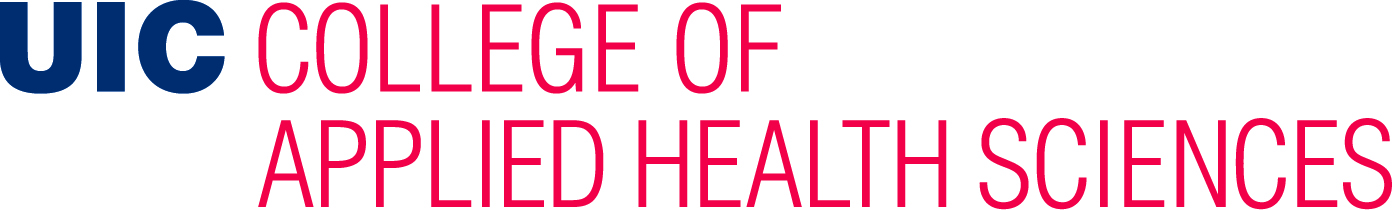 UIC COLLEGE OF
APPLIED HEALTH SCIENCES